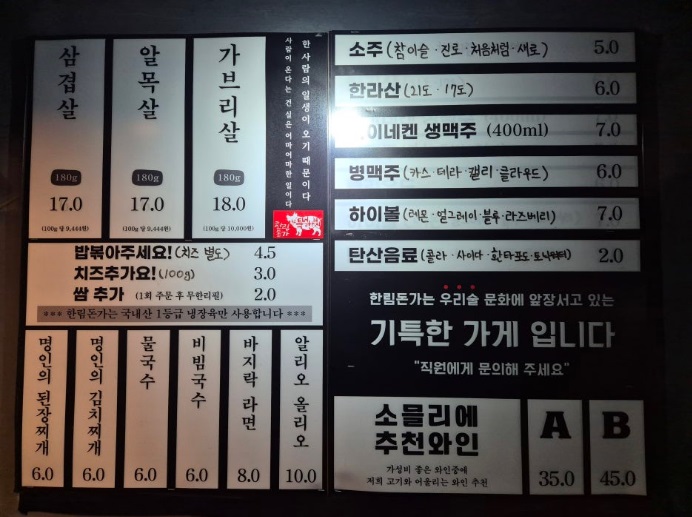 삼겹살
180g
17.0
(100g 당 9,444원)
알목살
180g
17.0
(100g 당 9,444원)
가브리살
180g
18.0
(100g 당 10,000원)
사람이 온다는 건 실은 어마어마한 일이다
한 사람의 일생이 오기 때문이다
밥볶아주세요! (치즈 별도) 4.5
치즈추가요! (100g) 3.0
쌈 추가 (1회 주문 후 무한리필) 2.0
*** 한림돈가는 국내산 1등급 냉장육만 사용합니다 ***
명인의 된장찌개
6.0
명인의 김치찌개
6.0
물국수
6.0
비빔국수
6.0
바지락 라면
8.0
알리오 올리오
10.0
소주 (참이슬 · 진로 · 처음처럼 · 새로) 5.0
한라산 (21도 · 17도) 6.0
이네켄 생맥주 (400ml) 7.0
병맥주 (카스 · 테라 · 켈리 · 클라우드) 6.0
하이볼 (레몬 · 얼그레이 · 블루 · 라즈베리) 7.0
탄산음료 (콜라 · 사이다 · 환타포도 · 토닉워터) 2.0
한림돈가는 우리술 문화에 앞장서고 있는
기특한 가게 입니다
"직원에게 문의해 주세요"
소믈리에
추천와인
가성비 좋은 와인중에
저희 고기와 어울리는 와인 추천
A
35.0
B
45.0